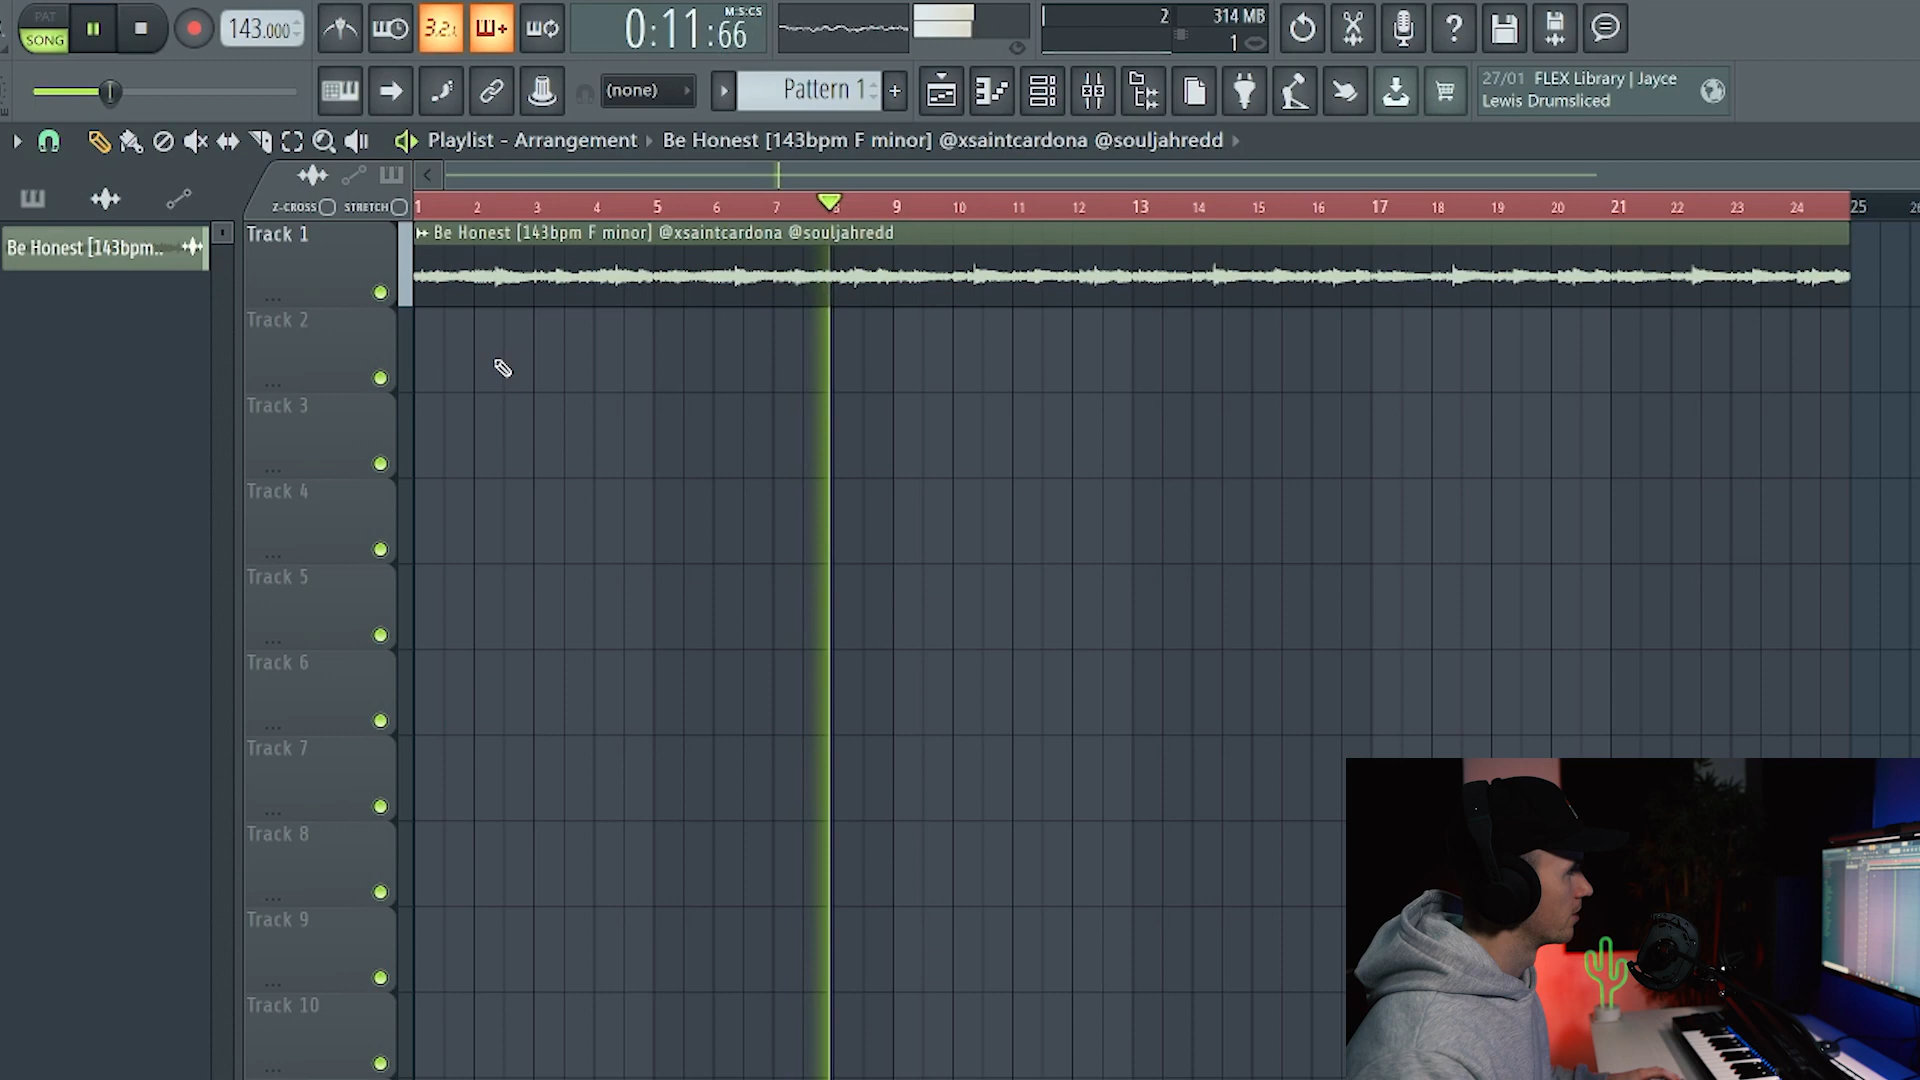 PAT
SONG
143.000
3.2.
0:11:66
M:S:CS
2
314 MB
1
(none)
Pattern 1
+
27/01 FLEX Library | Jayce
Lewis Drumsliced
Playlist - Arrangement
Be Honest [143bpm F minor] @xsaintcardona @souljahredd
Z-CROSS
STRETCH
1 2 3 4 5 6 7 8 9 10 11 12 13 14 15 16 17 18 19 20 21 22 23 24 25
Be Honest [143bpm..
Track 1
Be Honest [143bpm F minor] @xsaintcardona @souljahredd
Track 2
Track 3
Track 4
Track 5
Track 6
Track 7
Track 8
Track 9
Track 10